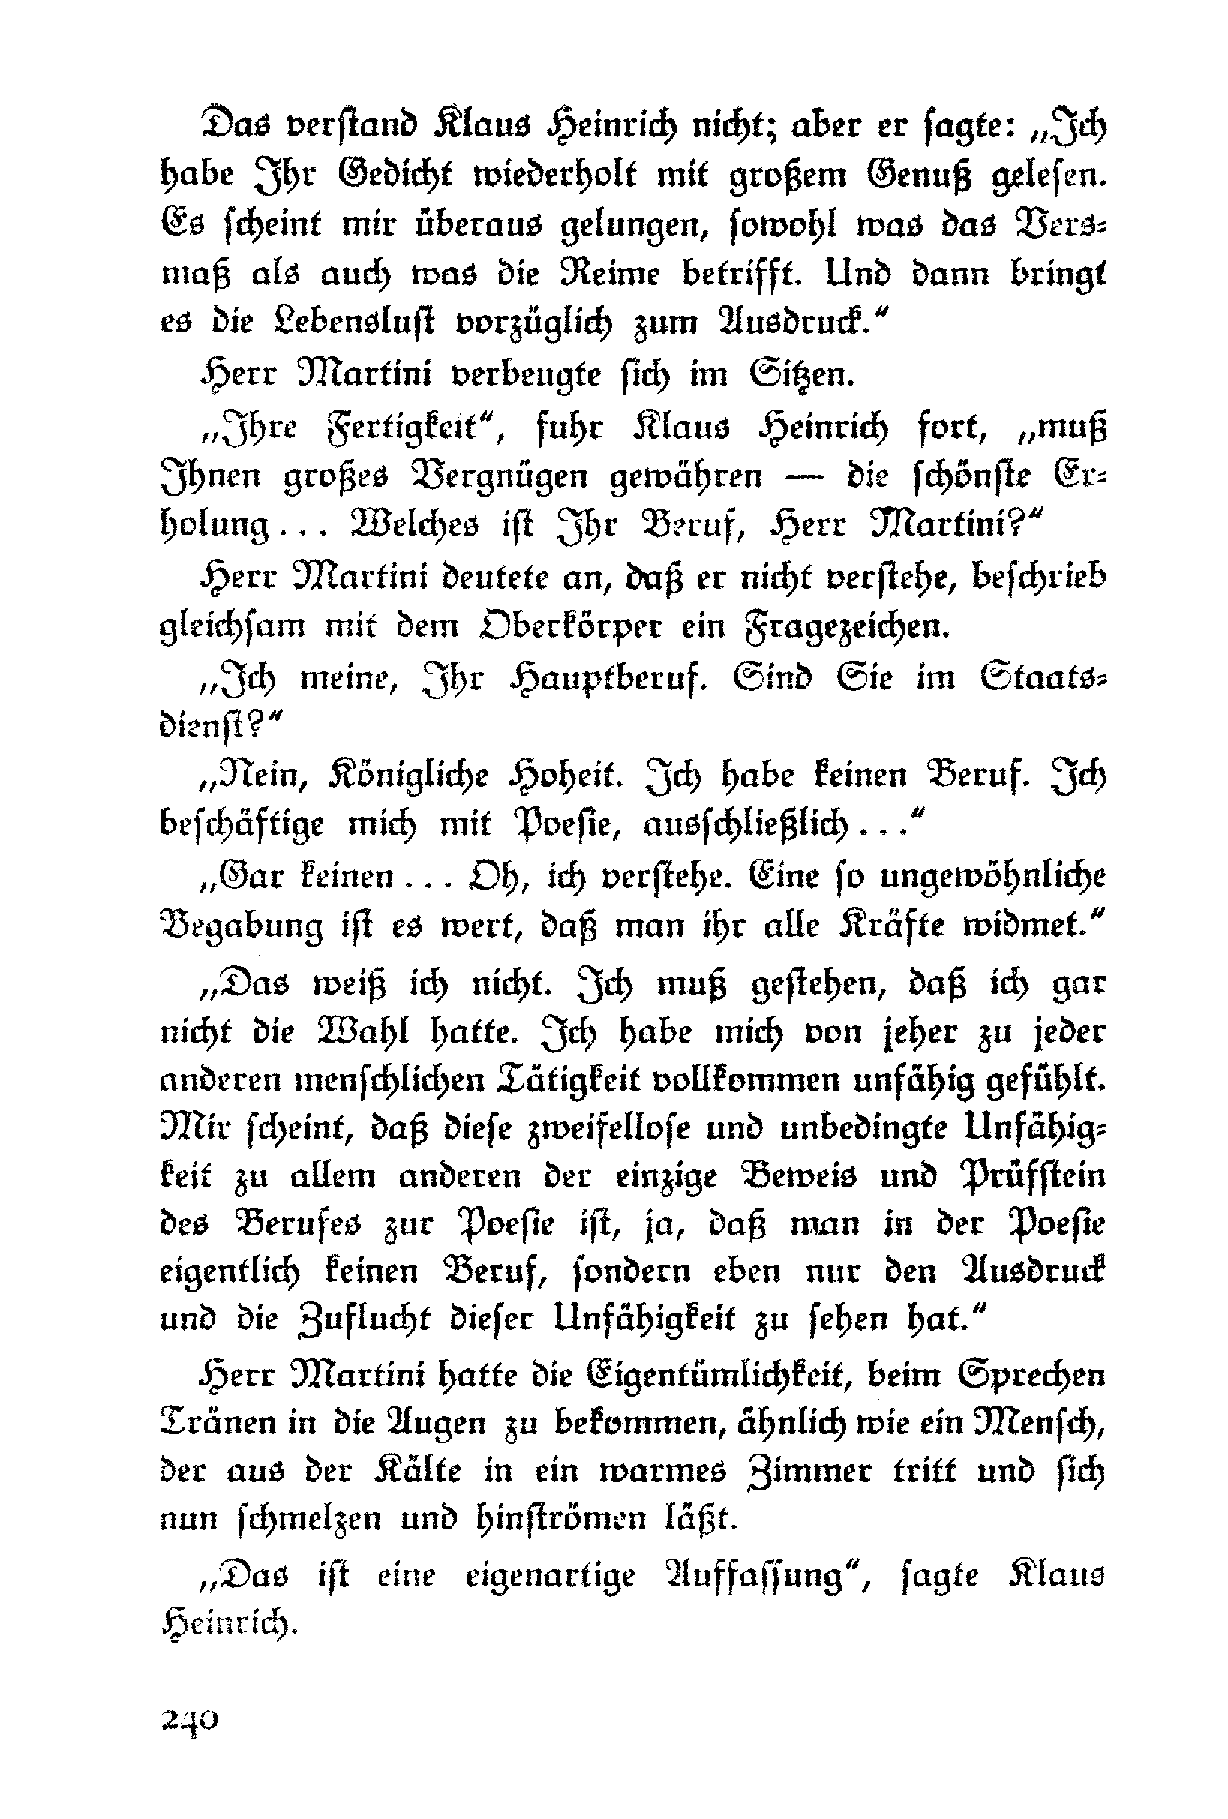 Das verstand Klaus Heinrich nicht; aber er sagte: „Ich
habe Ihr Gedicht wiederholt mit großem Genuß gelesen.
Es scheint mir überaus gelungen, sowohl was das Vers-
maß als auch was die Reime betrifft. Und dann bringt
es die Lebenslust vorzüglich zum Ausdruck.“
Herr Martini verbeugte sich im Sitzen.
„Ihre Fertigkeit“, fuhr Klaus Heinrich fort, „muß
Ihnen großes Vergnügen gewähren — die schönste Er-
holung... Welches ist Ihr Beruf, Herr Martini?“
Herr Martini deutete an, daß er nicht verstehe, beschrieb
gleichsam mit dem Oberkörper ein Fragezeichen.
„Ich meine, Ihr Hauptberuf. Sind Sie im Staats-
dienst?“
„Nein, Königliche Hoheit. Ich habe keinen Beruf. Ich
beschäftige mich mit Poesie, ausschließlich...“
„Gar keinen... Oh, ich verstehe. Eine so ungewöhnliche
Begabung ist es wert, daß man ihr alle Kräfte widmet.“
„Das weiß ich nicht. Ich muß gestehen, daß ich gar
nicht die Wahl hatte. Ich habe mich von jeher zu jeder
anderen menschlichen Tätigkeit vollkommen unfähig gefühlt.
Mir scheint, daß diese zweifellose und unbedingte Unfähig-
keit zu allem anderen der einzige Beweis und Prüfstein
des Berufes zur Poesie ist, ja, daß man in der Poesie
eigentlich keinen Beruf, sondern eben nur den Ausdruck
und die Zuflucht dieser Unfähigkeit zu sehen hat.“
Herr Martini hatte die Eigentümlichkeit, beim Sprechen
Tränen in die Augen zu bekommen, ähnlich wie ein Mensch,
der aus der Kälte in ein warmes Zimmer tritt und sich
nun schmelzen und hinströmen läßt.
„Das ist eine eigenartige Auffassung“, sagte Klaus
Heinrich.
240